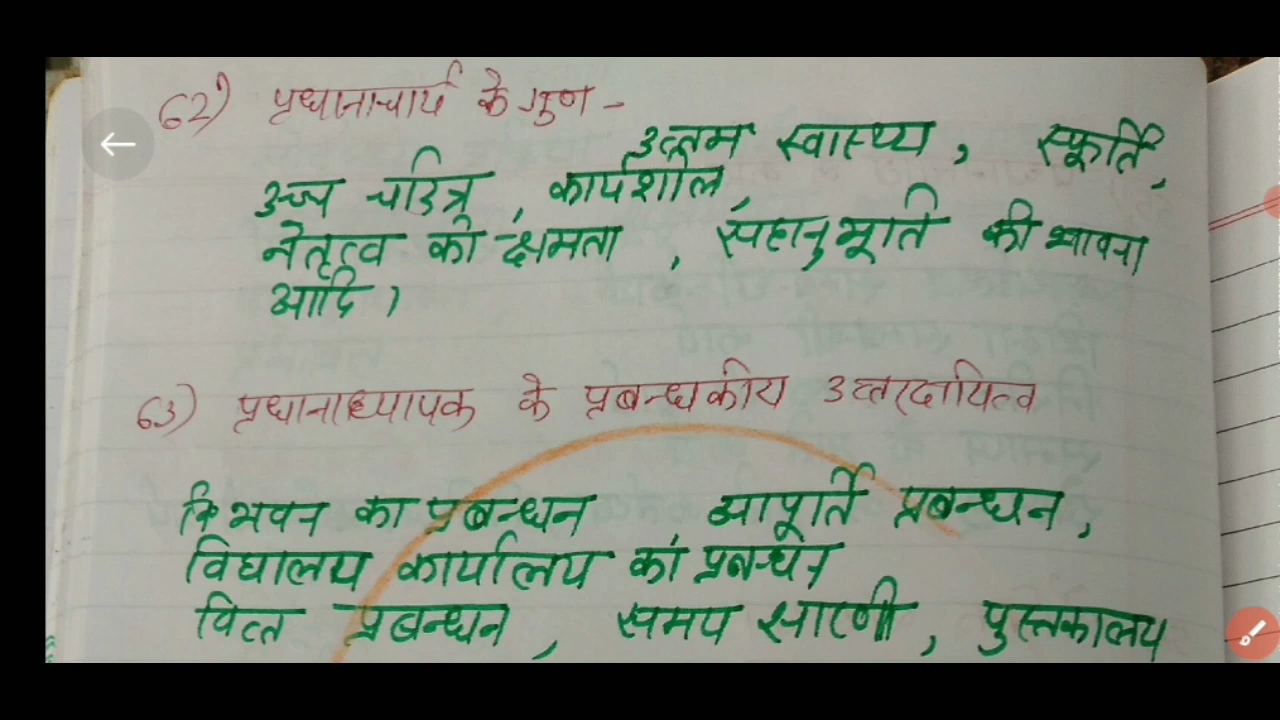 62) प्रधानाचार्य के गुण -
उत्तम स्वास्थ्य, स्फूर्ति,
उच्च चरित्र, कार्यशील,
नेतृत्व की क्षमता, सहानुभूति की भावना
आदि।
63) प्रधानाध्यापक के प्रबन्धकीय उत्तरदायित्व
भवन का प्रबन्धन आपूर्ति प्रबन्धन,
विद्यालय कार्यालय का प्रबन्धन
वित्त प्रबन्धन, समय सारणी, पुस्तकालय